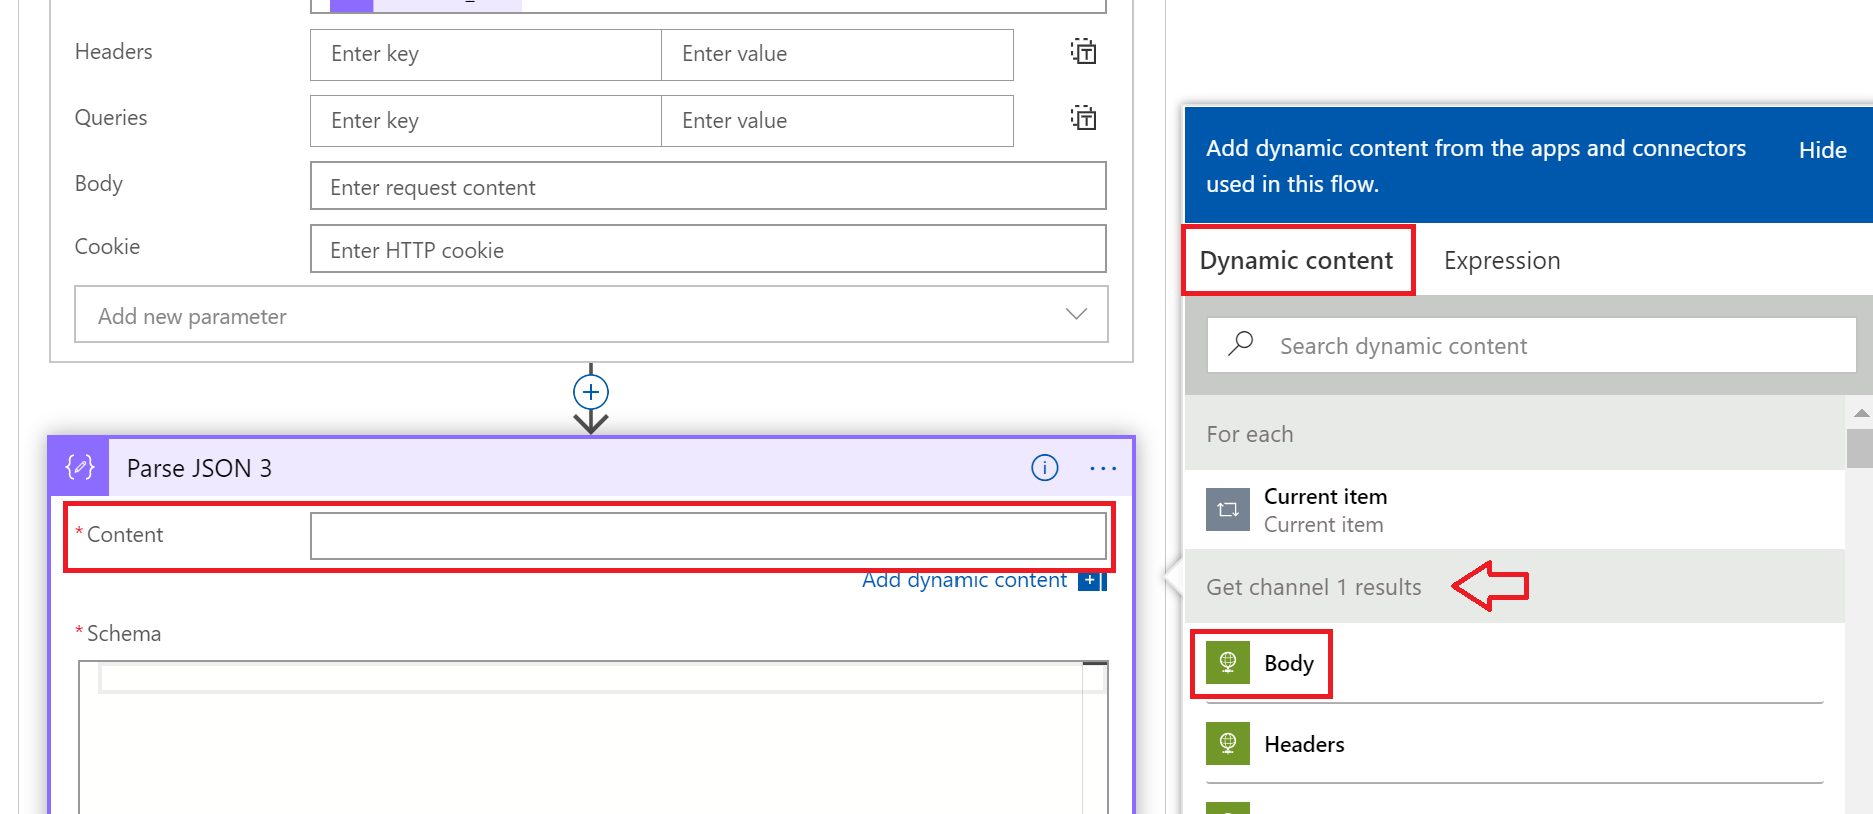 Headers
Enter key
Enter value
Queries
Enter key
Enter value
Body
Enter request content
Cookie
Enter HTTP cookie
Add new parameter
Parse JSON 3
* Content
Add dynamic content
* Schema
Add dynamic content from the apps and connectors
used in this flow.
Hide
Dynamic content
Expression
Search dynamic content
For each
Current item
Current item
Get channel 1 results
Body
Headers